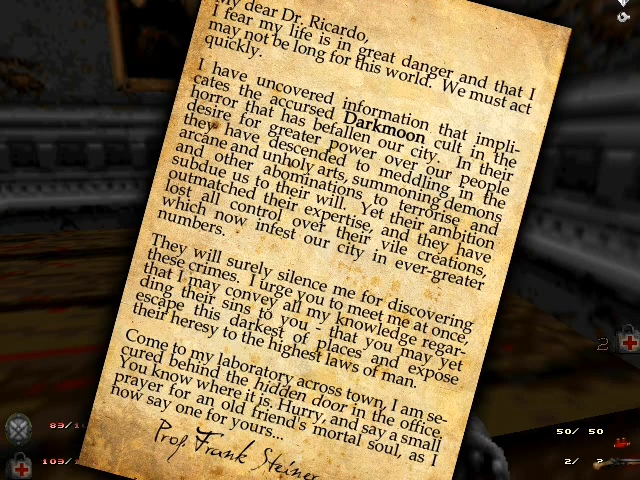 My dear Dr. Ricardo,
I fear my life is in great danger and that I
may not be long for this world. We must act
quickly.
I have uncovered information that impli-
cates the accursed Darkmoon cult in the
horror that has befallen our city. In their
desire for greater power over our people
they have descended to meddling in the
arcane and unholy arts, summoning demons
and other abominations to terrorise and
subdue us to their will. Yet their ambition
outmatched their expertise, and they have
lost all control over their vile creations,
which now infest our city in ever-greater
numbers.
They will surely silence me for discovering
these crimes. I urge you to meet me at once,
that I may convey all my knowledge regar-
ding their sins to you - that you may yet
escape this darkest of places and expose
their heresy to the highest laws of man.
Come to my laboratory across town, I am se-
cured behind the hidden door in the office.
You know where it is. Hurry, and say a small
prayer for an old friend's mortal soul, as I
now say one for yours...
Prof. Frank Steiner
2
50/ 50
2/